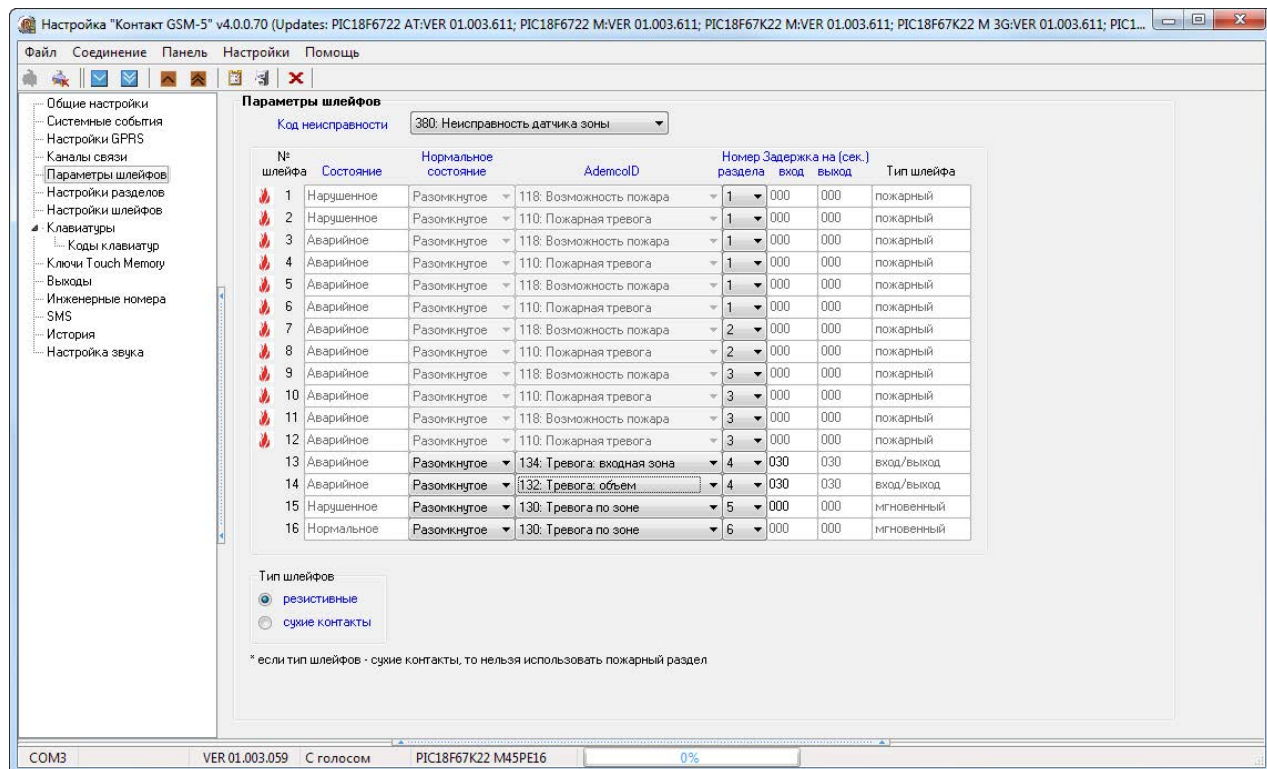 Настройка "Контакт GSM-5" v4.0.0.70 (Updates: PIC18F6722 AT:VER 01.003.611; PIC18F6722 M:VER 01.003.611; PIC18F67K22 M:VER 01.003.611; PIC18F67K22 M 3G:VER 01.003.611; PIC1...
Файл Соединение Панель Настройки Помощь
Общие настройки
Системные события
Настройки GPRS
Каналы связи
Параметры шлейфов
Настройки разделов
Настройки шлейфов
Клавиатуры
Коды клавиатур
Ключи Touch Memory
Выходы
Инженерные номера
SMS
История
Настройка звука
Параметры шлейфов
Код неисправности 380: Неисправность датчика зоны
№ Нормальное Номер Задержка на (сек.)
шлейфа Состояние состояние AdemcoID раздела вход выход Тип шлейфа
1 Нарушенное Разомкнутое 118: Возможность пожара 1 000 000 пожарный
2 Нарушенное Разомкнутое 110: Пожарная тревога 1 000 000 пожарный
3 Аварийное Разомкнутое 118: Возможность пожара 1 000 000 пожарный
4 Аварийное Разомкнутое 110: Пожарная тревога 1 000 000 пожарный
5 Аварийное Разомкнутое 118: Возможность пожара 1 000 000 пожарный
6 Аварийное Разомкнутое 110: Пожарная тревога 1 000 000 пожарный
7 Аварийное Разомкнутое 118: Возможность пожара 2 000 000 пожарный
8 Аварийное Разомкнутое 110: Пожарная тревога 2 000 000 пожарный
9 Аварийное Разомкнутое 118: Возможность пожара 3 000 000 пожарный
10 Аварийное Разомкнутое 110: Пожарная тревога 3 000 000 пожарный
11 Аварийное Разомкнутое 118: Возможность пожара 3 000 000 пожарный
12 Аварийное Разомкнутое 110: Пожарная тревога 3 000 000 пожарный
13 Аварийное Разомкнутое 134: Тревога: входная зона 4 030 030 вход/выход
14 Аварийное Разомкнутое 132: Тревога: объем 4 030 030 вход/выход
15 Нарушенное Разомкнутое 130: Тревога по зоне 5 000 000 мгновенный
16 Нормальное Разомкнутое 130: Тревога по зоне 6 000 000 мгновенный
Тип шлейфов
резистивные
сухие контакты
* если тип шлейфов - сухие контакты, то нельзя использовать пожарный раздел
COM3 VER 01.003.059 С голосом PIC18F67K22 M45PE16 0%